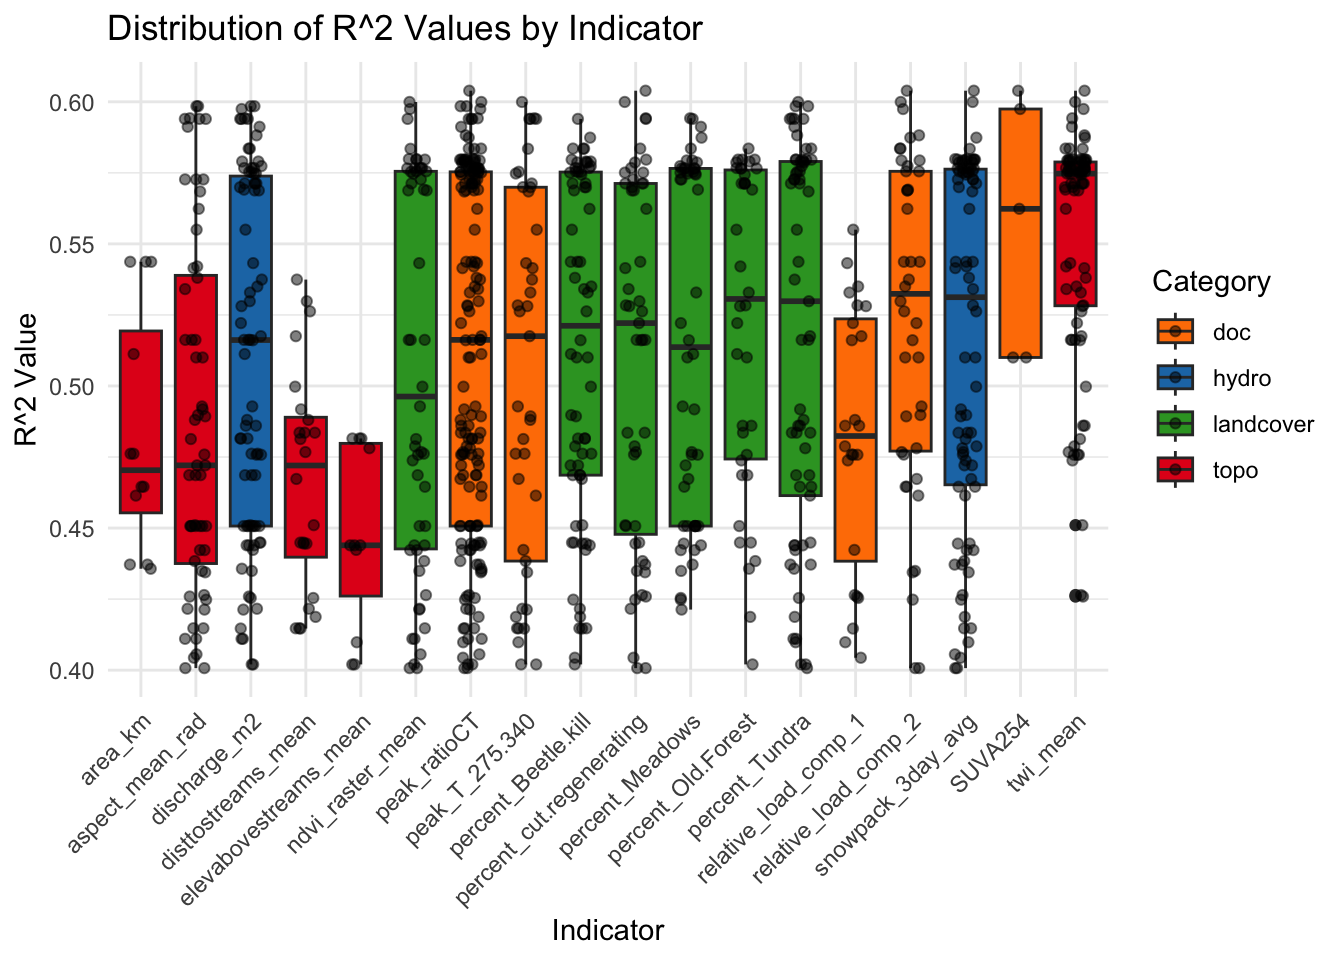 Distribution of R^2 Values by Indicator
R^2 Value
0.60
0.55
0.50
0.45
0.40
area_km
aspect_mean_rad
discharge_m2
disttostreams_mean
elevabovestreams_mean
ndvi_raster_mean
peak_ratioCT
peak_T_275.340
percent_Beetle.kill
percent_cut.regenerating
percent_Meadows
percent_Old.Forest
percent_Tundra
relative_load_comp_1
relative_load_comp_2
snowpack_3day_avg
SUVA254
twi_mean
Indicator
Category
doc
hydro
landcover
topo